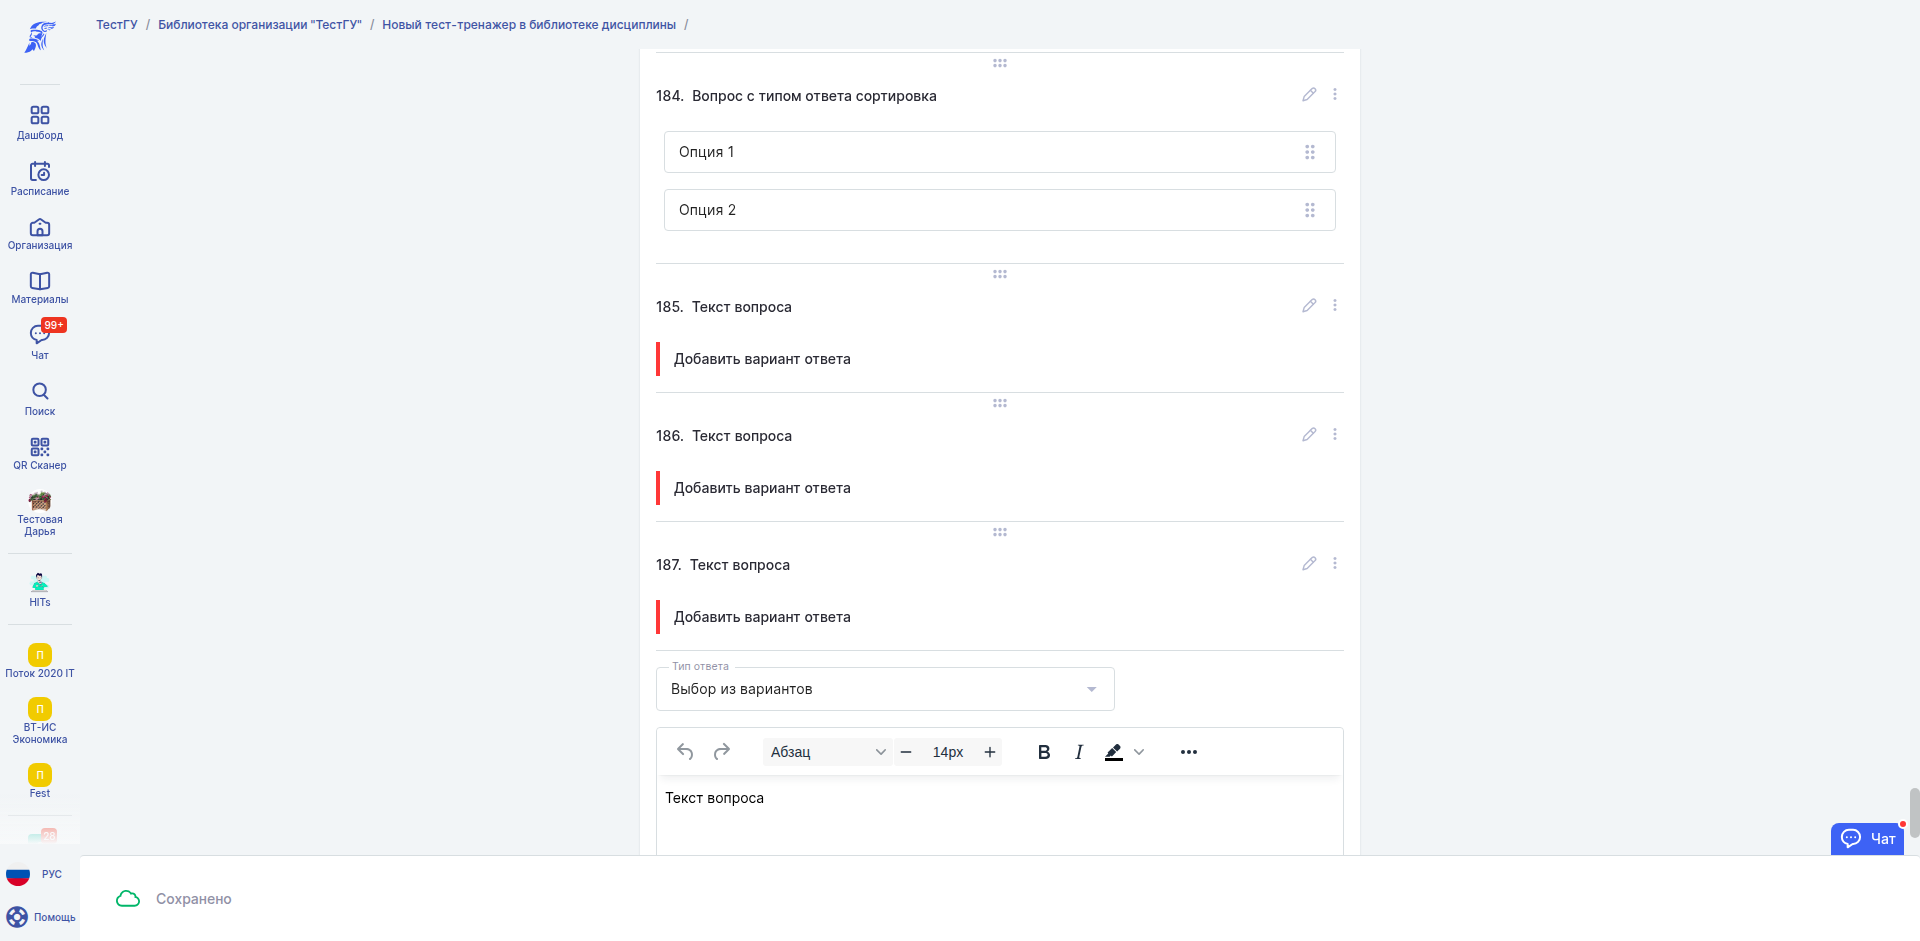 ТестГУ / Библиотека организации "ТестГУ" / Новый тест-тренажер в библиотеке дисциплины /
Дашборд
Расписание
Организация
Материалы
99+
Чат
Поиск
QR Сканер
Тестовая
Дарья
HITs
П
Поток 2020 IT
П
ВТ-ИС
Экономика
П
Fest
28
РУС
Помощь
184. Вопрос с типом ответа сортировка
Опция 1
Опция 2
185. Текст вопроса
Добавить вариант ответа
186. Текст вопроса
Добавить вариант ответа
187. Текст вопроса
Добавить вариант ответа
Тип ответа
Выбор из вариантов
Абзац 14px B I
Текст вопроса
Чат
Сохранено